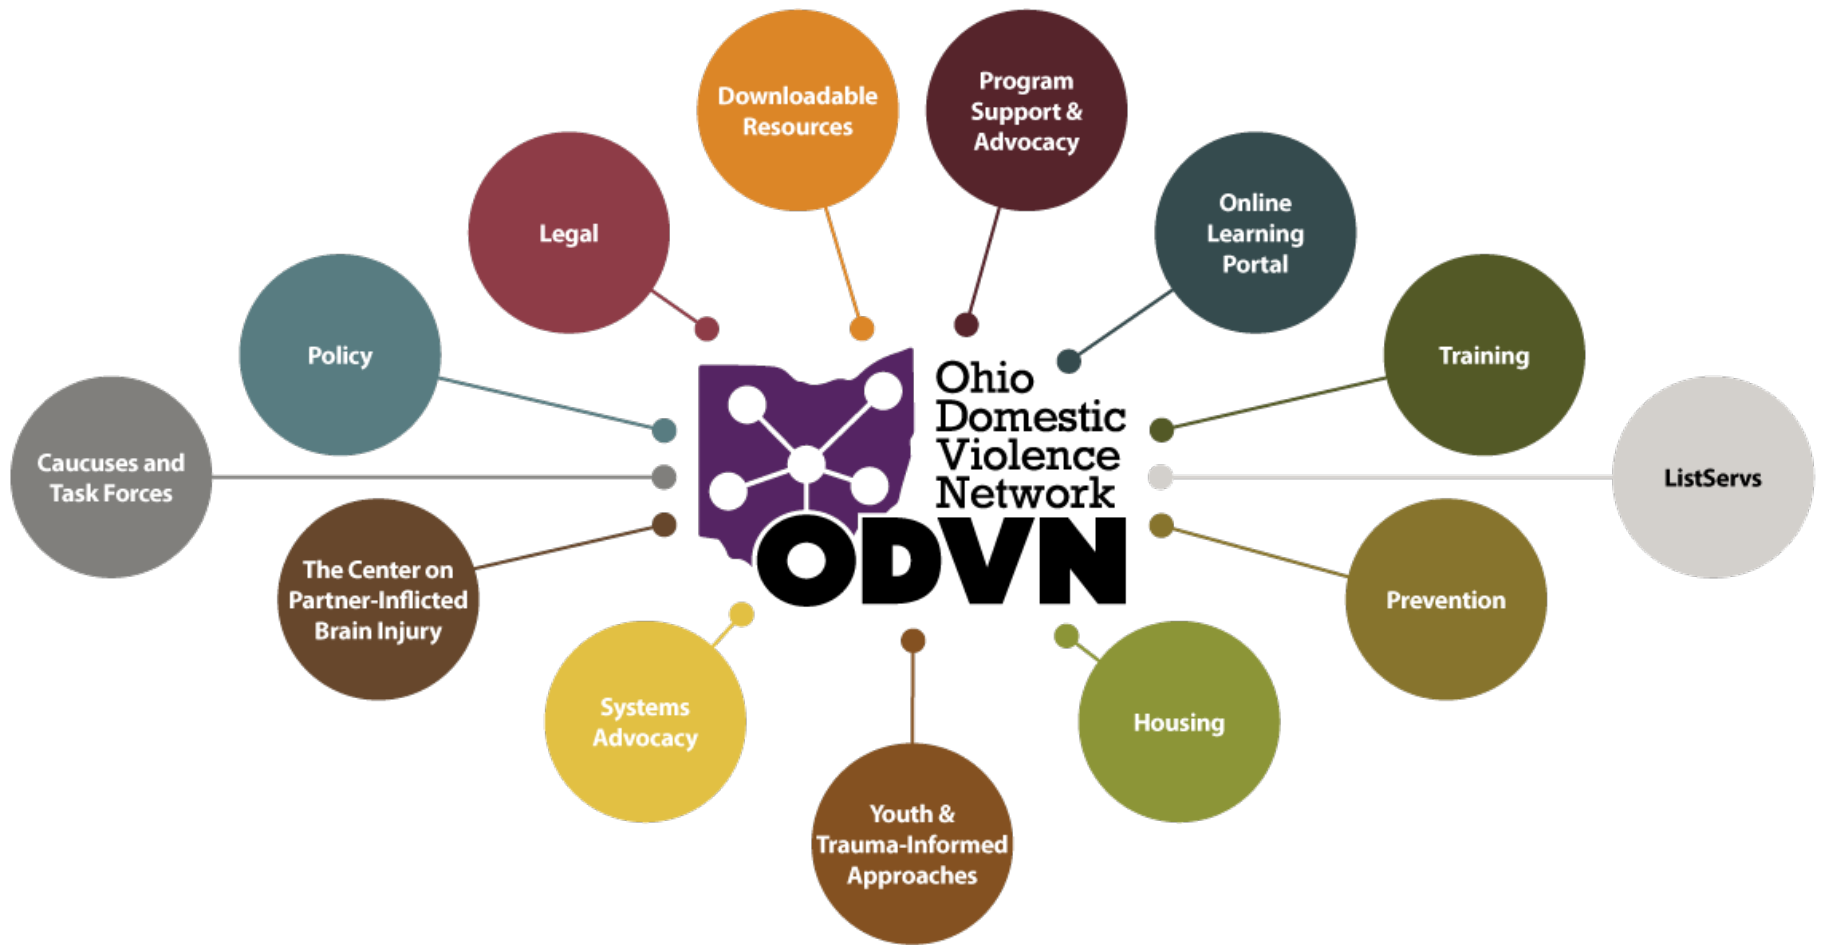 Downloadable
Resources
Program
Support &
Advocacy
Legal
Online
Learning
Portal
Policy
Training
Caucuses and
Task Forces
Ohio
Domestic
Violence
Network
ODVN
ListServs
The Center on
Partner-Inflicted
Brain Injury
Prevention
Systems
Advocacy
Housing
Youth &
Trauma-Informed
Approaches